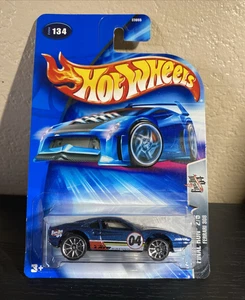 134
HOT WHEELS
04
FINAL RUN 2/5
FERRARI 308
3+